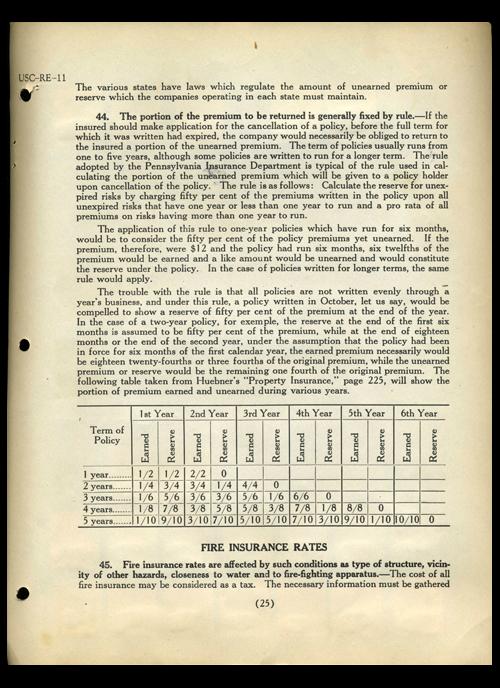 USC-RE-11
The various states have laws which regulate the amount of unearned premium or
reserve which the companies operating in each state must maintain.
44. The portion of the premium to be returned is generally fixed by rule.—If the
insured should make application for the cancellation of a policy, before the full term for
which it was written had expired, the company would necessarily be obliged to return to
the insured a portion of the unearned premium. The term of policies usually runs from
one to five years, although some policies are written to run for a longer term. The rule
adopted by the Pennsylvania Insurance Department is typical of the rule used in cal-
culating the portion of the unearned premium which will be given to a policy holder
upon cancellation of the policy. The rule is as follows: Calculate the reserve for unex-
pired risks by charging fifty per cent of the premiums written in the policy upon all
unexpired risks that have one year or less than one year to run and a pro rata of all
premiums on risks having more than one year to run.
The application of this rule to one-year policies which have run for six months,
would be to consider the fifty per cent of the policy premiums yet unearned. If the
premium, therefore, were $12 and the policy had run six months, six twelfths of the
premium would be earned and a like amount would be unearned and would constitute
the reserve under the policy. In the case of policies written for longer terms, the same
rule would apply.
The trouble with the rule is that all policies are not written evenly through a
year's business, and under this rule, a policy written in October, let us say, would be
compelled to show a reserve of fifty per cent of the premium at the end of the year.
In the case of a two-year policy, for exemple, the reserve at the end of the first six
months is assumed to be fifty per cent of the premium, while at the end of eighteen
months or the end of the second year, under the assumption that the policy had been
in force for six months of the first calendar year, the earned premium necessarily would
be eighteen twenty-fourths or three fourths of the original premium, while the unearned
premium or reserve would be the remaining one fourth of the original premium. The
following table taken from Huebner's "Property Insurance," page 225, will show the
portion of premium earned and unearned during various years.
Term of Policy 1st Year 2nd Year 3rd Year 4th Year 5th Year 6th Year
Earned Reserve Earned Reserve Earned Reserve Earned Reserve Earned Reserve Earned Reserve
1 year......... 1/2 1/2 2/2 0
2 years....... 1/4 3/4 3/4 1/4 4/4 0
3 years....... 1/6 5/6 3/6 3/6 5/6 1/6 6/6 0
4 years....... 1/8 7/8 3/8 5/8 5/8 3/8 7/8 1/8 8/8 0
5 years....... 1/10 9/10 3/10 7/10 5/10 5/10 7/10 3/10 9/10 1/10 10/10 0
FIRE INSURANCE RATES
45. Fire insurance rates are affected by such conditions as type of structure, vicin-
ity of other hazards, closeness to water and to fire-fighting apparatus.—The cost of all
fire insurance may be considered as a tax. The necessary information must be gathered
(25)